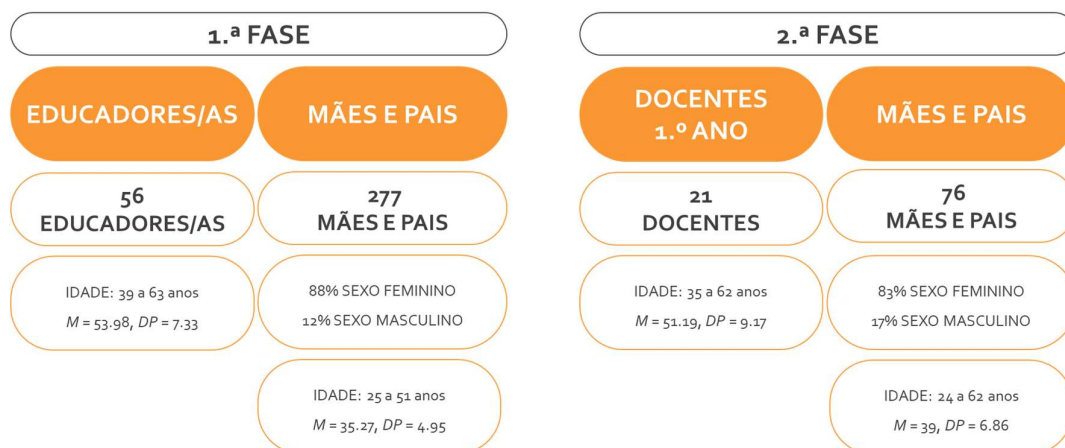 1.ª FASE
EDUCADORES/AS
MÃES E PAIS
56
EDUCADORES/AS
277
MÃES E PAIS
IDADE: 39 a 63 anos
M = 53.98, DP = 7.33
88% SEXO FEMININO
12% SEXO MASCULINO
IDADE: 25 a 51 anos
M = 35.27, DP = 4.95
2.ª FASE
DOCENTES
1.º ANO
MÃES E PAIS
21
DOCENTES
76
MÃES E PAIS
IDADE: 35 a 62 anos
M = 51.19, DP = 9.17
83% SEXO FEMININO
17% SEXO MASCULINO
IDADE: 24 a 62 anos
M = 39, DP = 6.86